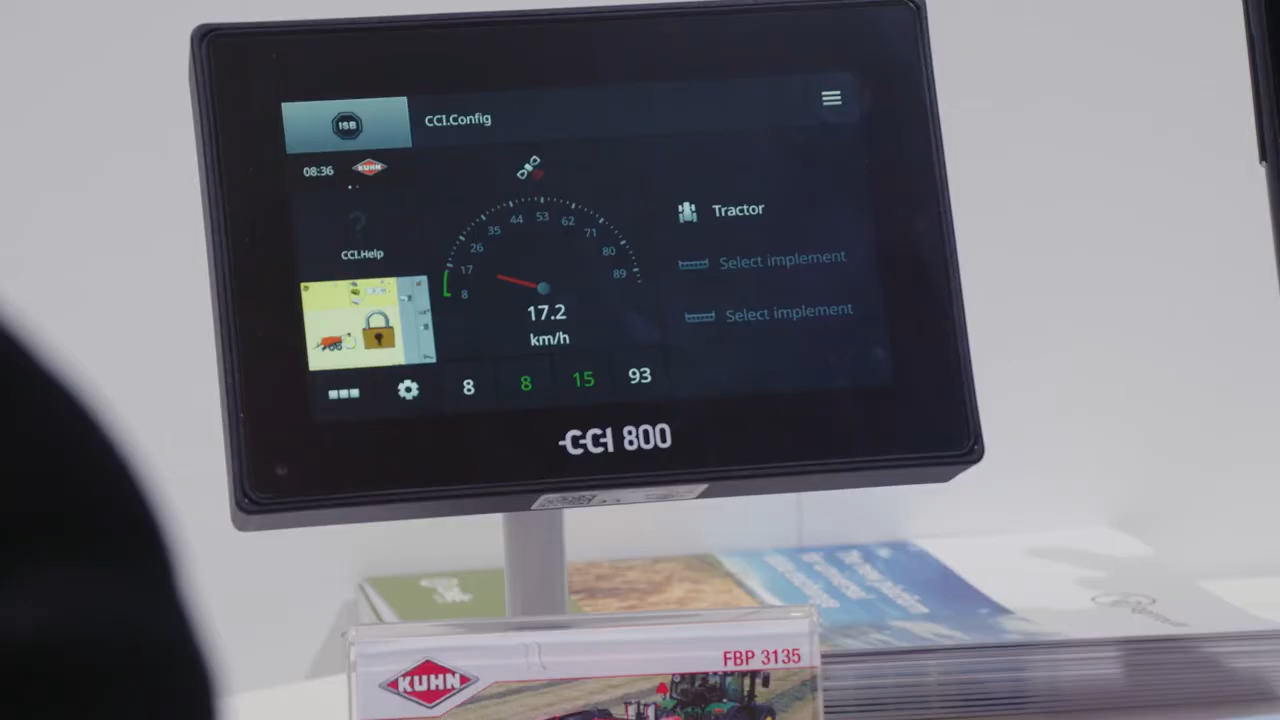 ISB
CCI.Config
08:36
KUHN
CCI.Help
8
17
26
35
44
53
62
71
80
89
17.2
km/h
8
8
15
93
Tractor
Select implement
Select implement
CCI 800
KUHN
FBP 3135